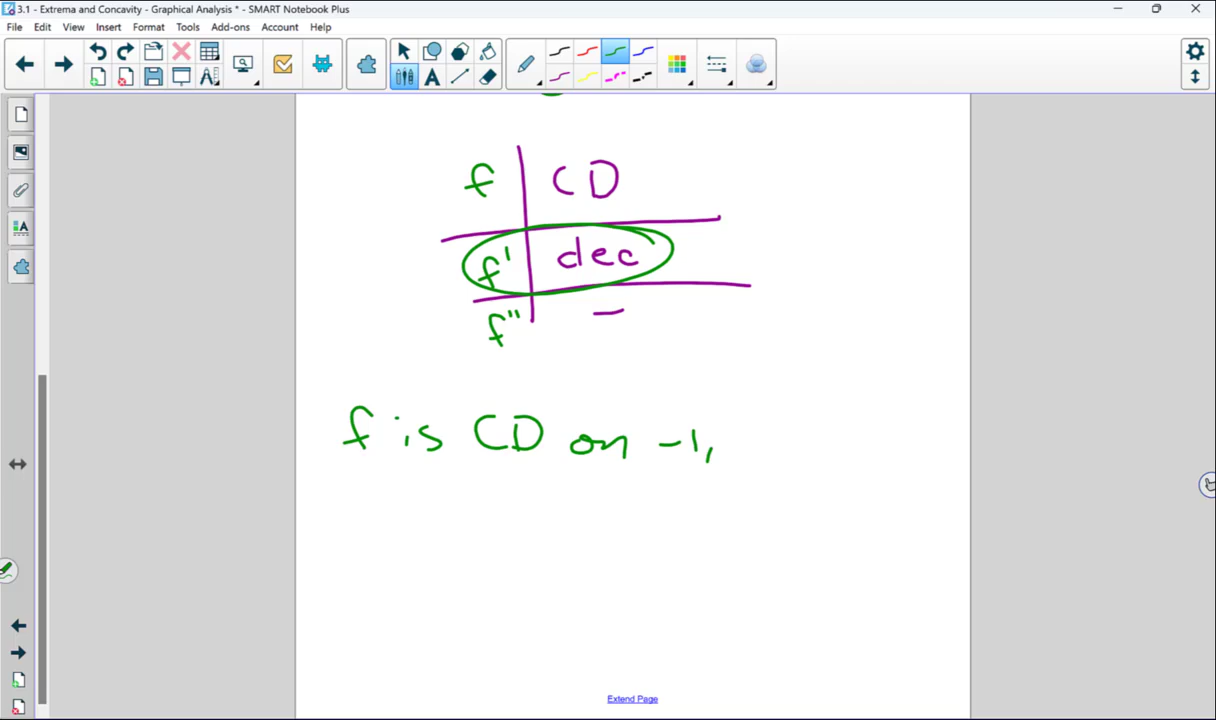 3.1 - Extrema and Concavity - Graphical Analysis * - SMART Notebook Plus
File Edit View Insert Format Tools Add-ons Account Help
f CD
f' dec
f" –
f is CD on -1,
Extend Page